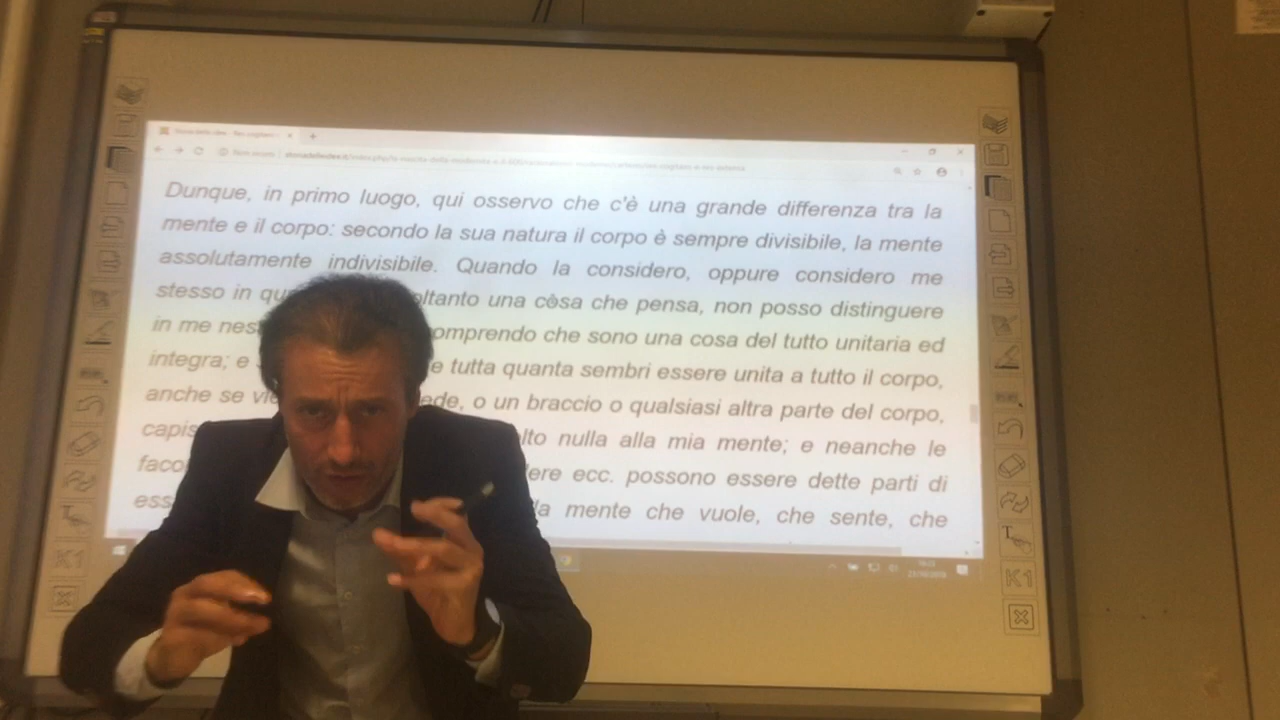 Dunque, in primo luogo, qui osservo che c'è una grande differenza tra la
mente e il corpo: secondo la sua natura il corpo è sempre divisibile, la mente
assolutamente indivisibile. Quando la considero, oppure considero me
stesso in qu oltanto una còsa che pensa, non posso distinguere
in me nes omprendo che sono una cosa del tutto unitaria ed
integra; e e tutta quanta sembri essere unita a tutto il corpo,
anche se vie ede, o un braccio o qualsiasi altra parte del corpo,
capis lto nulla alla mia mente; e neanche le
faco dere ecc. possono essere dette parti di
ess la mente che vuole, che sente, che
K1
K1